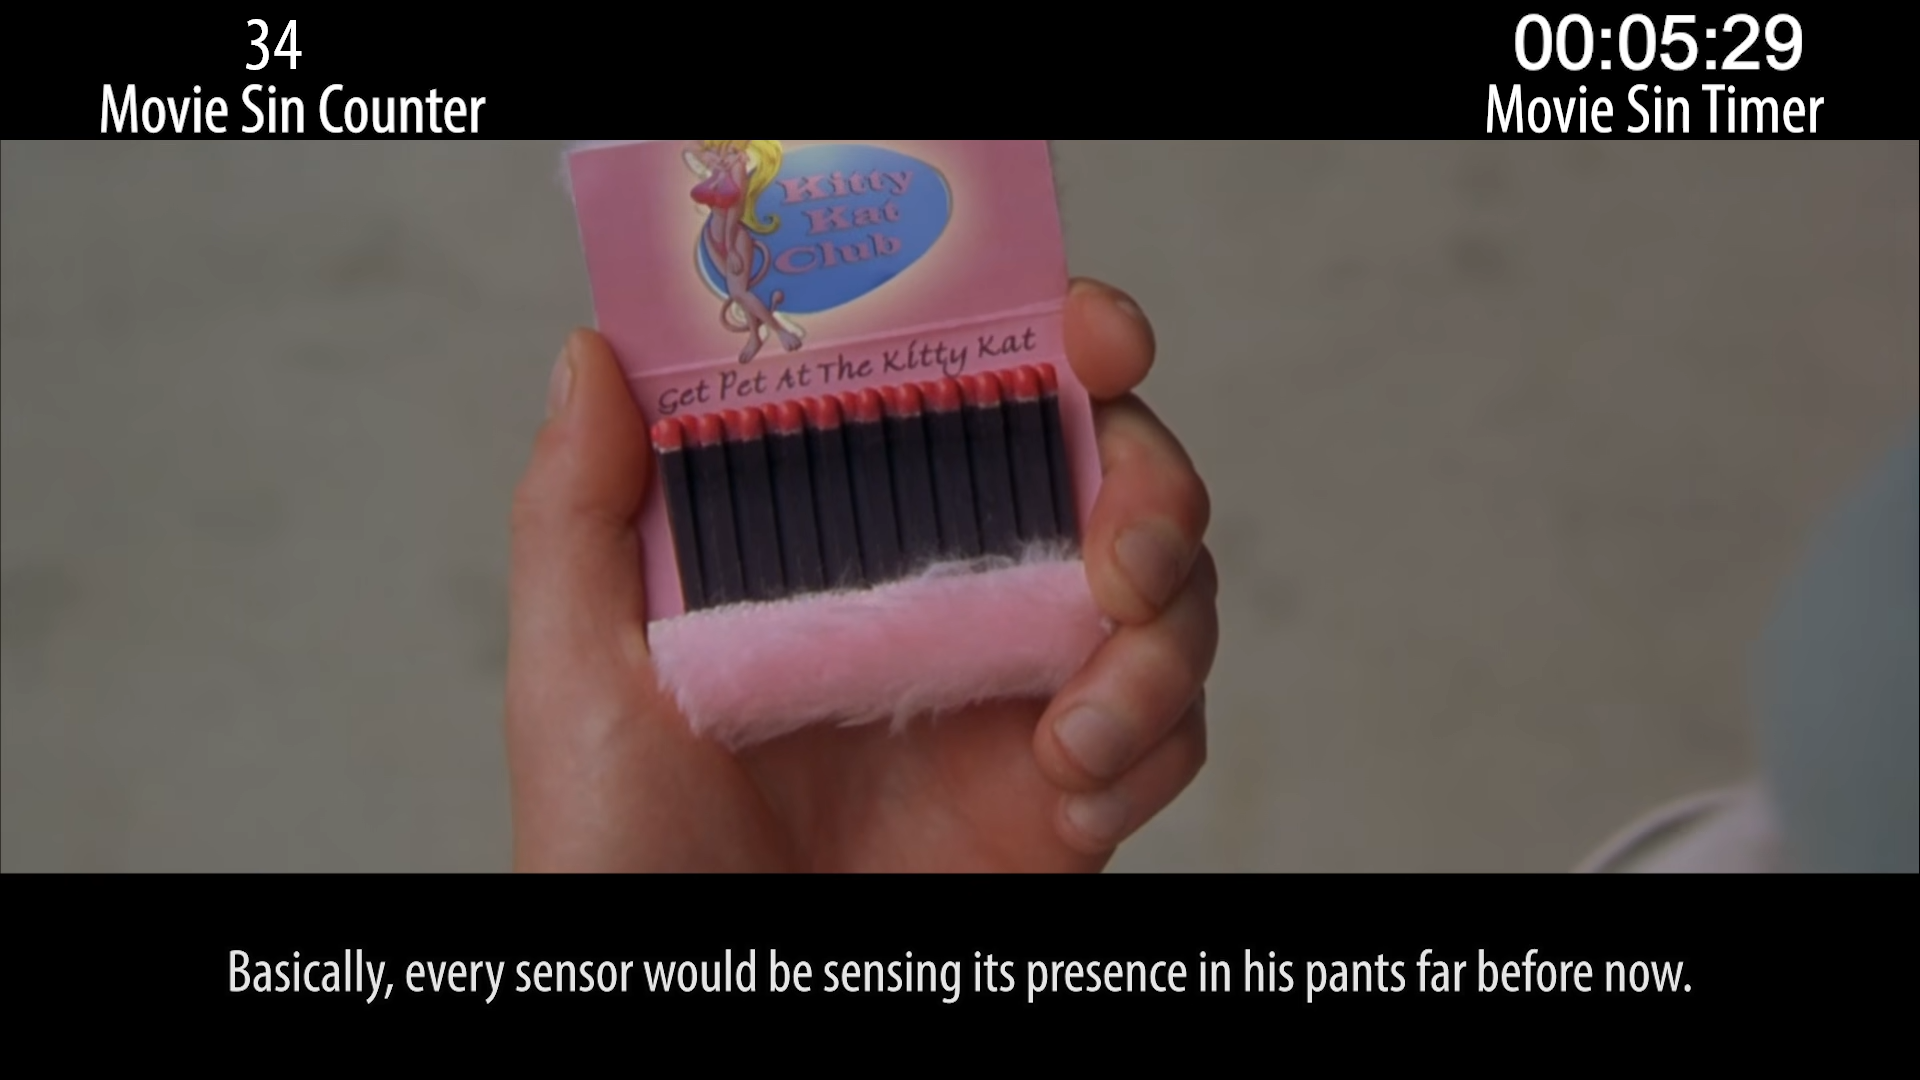 34
Movie Sin Counter
00:05:29
Movie Sin Timer
Kitty
Kat
Club
Get Pet At The Kitty Kat
Basically, every sensor would be sensing its presence in his pants far before now.